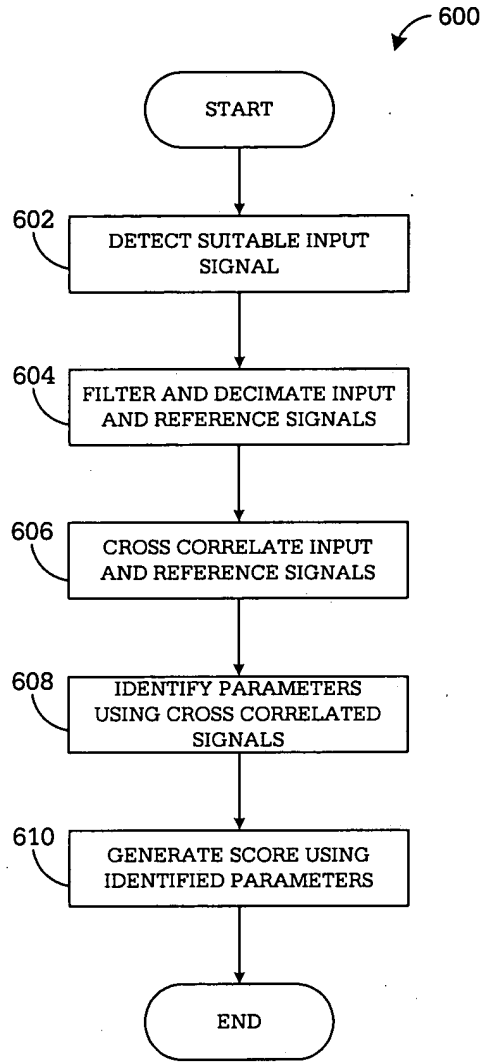 600
START
602
DETECT SUITABLE INPUT
SIGNAL
604
FILTER AND DECIMATE INPUT
AND REFERENCE SIGNALS
606
CROSS CORRELATE INPUT
AND REFERENCE SIGNALS
608
IDENTIFY PARAMETERS
USING CROSS CORRELATED
SIGNALS
610
GENERATE SCORE USING
IDENTIFIED PARAMETERS
END